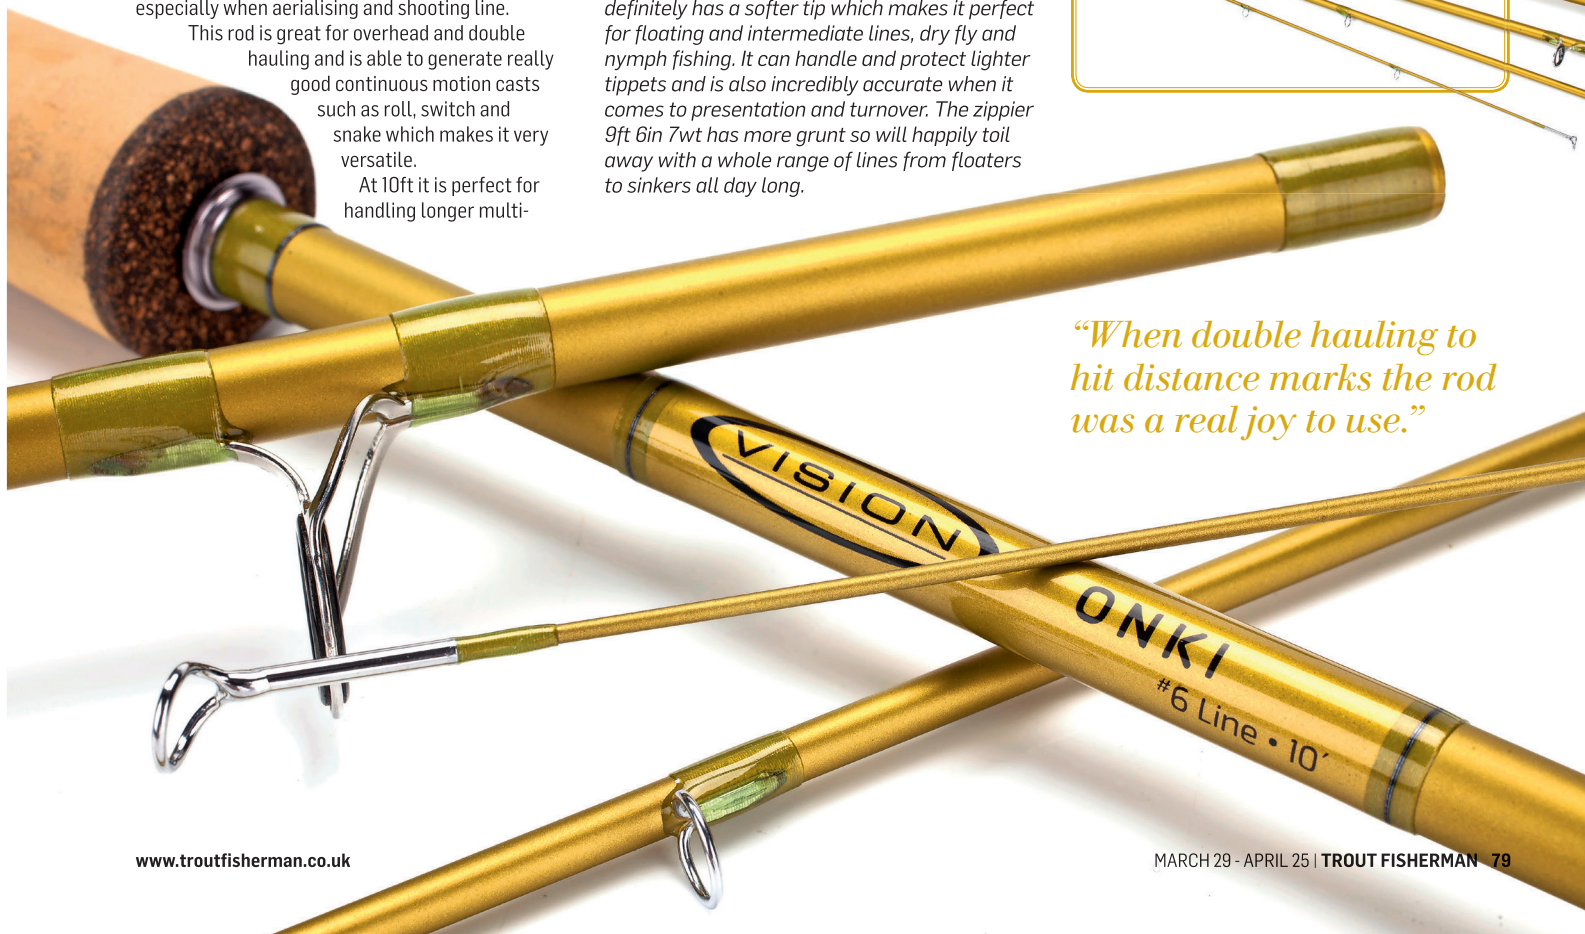 especially when aerialising and shooting line.
This rod is great for overhead and double
hauling and is able to generate really
good continuous motion casts
such as roll, switch and
snake which makes it very
versatile.
At 10ft it is perfect for
handling longer multi-
definitely has a softer tip which makes it perfect
for floating and intermediate lines, dry fly and
nymph fishing. It can handle and protect lighter
tippets and is also incredibly accurate when it
comes to presentation and turnover. The zippier
9ft 6in 7wt has more grunt so will happily toil
away with a whole range of lines from floaters
to sinkers all day long.
“When double hauling to
hit distance marks the rod
was a real joy to use.”
VISION
ONKI
#6 Line • 10′
www.troutfisherman.co.uk
MARCH 29 - APRIL 25 | TROUT FISHERMAN 79